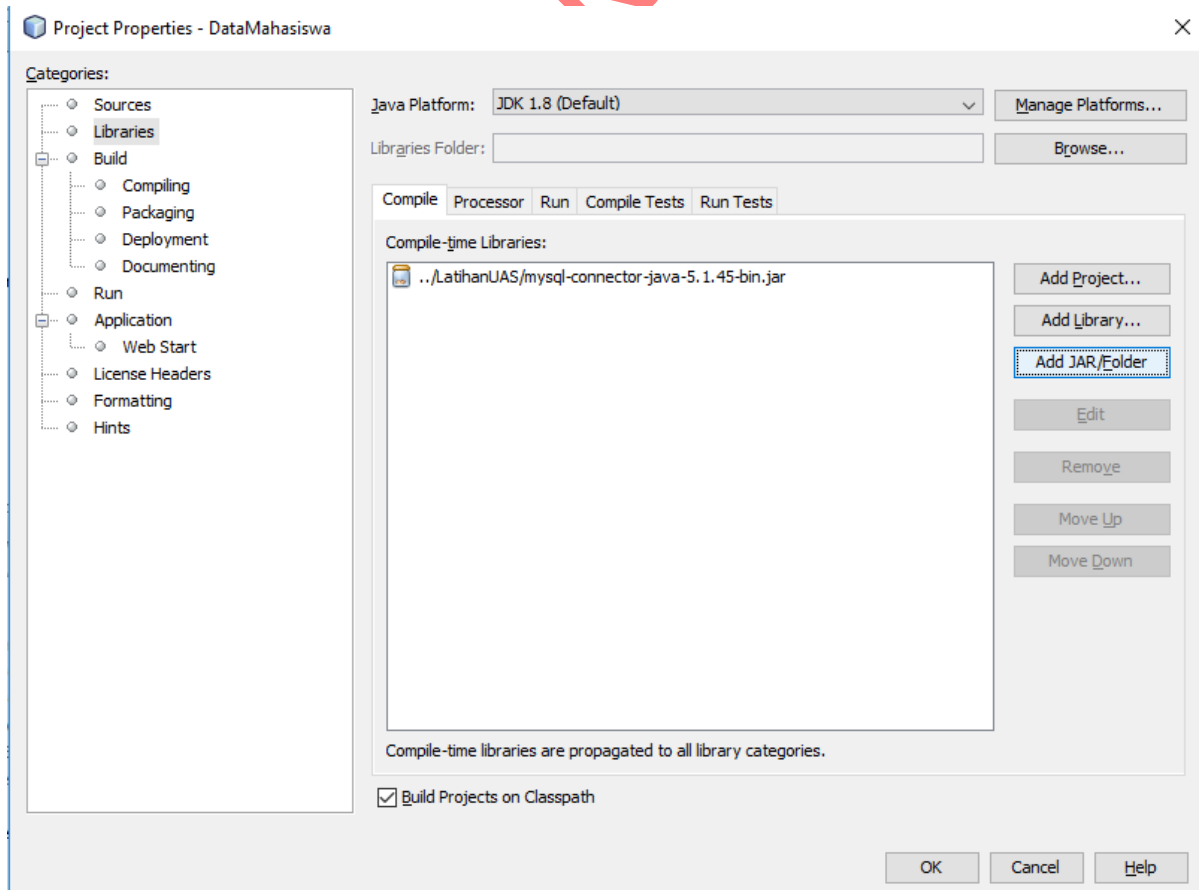 Project Properties - DataMahasiswa
Categories:
Sources
Libraries
Build
Compiling
Packaging
Deployment
Documenting
Run
Application
Web Start
License Headers
Formatting
Hints
Java Platform: JDK 1.8 (Default) Manage Platforms...
Libraries Folder: Browse...
Compile Processor Run Compile Tests Run Tests
Compile-time Libraries:
../LatihanUAS/mysql-connector-java-5.1.45-bin.jar
Add Project...
Add Library...
Add JAR/Folder
Edit
Remove
Move Up
Move Down
Compile-time libraries are propagated to all library categories.
Build Projects on Classpath
OK Cancel Help